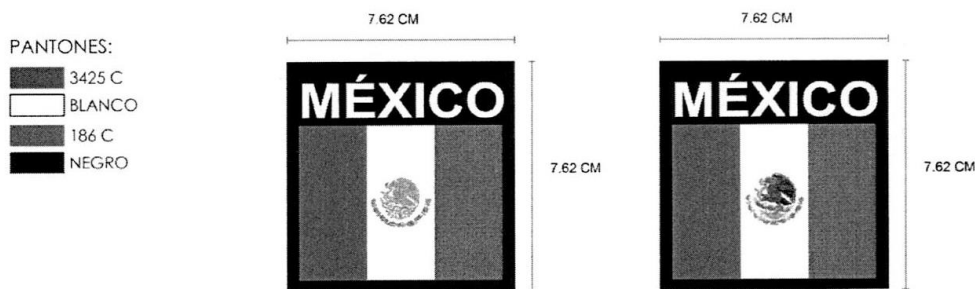 PANTONES:
3425 C
BLANCO
186 C
NEGRO
7.62 CM
MÉXICO
7.62 CM
7.62 CM
MÉXICO
7.62 CM